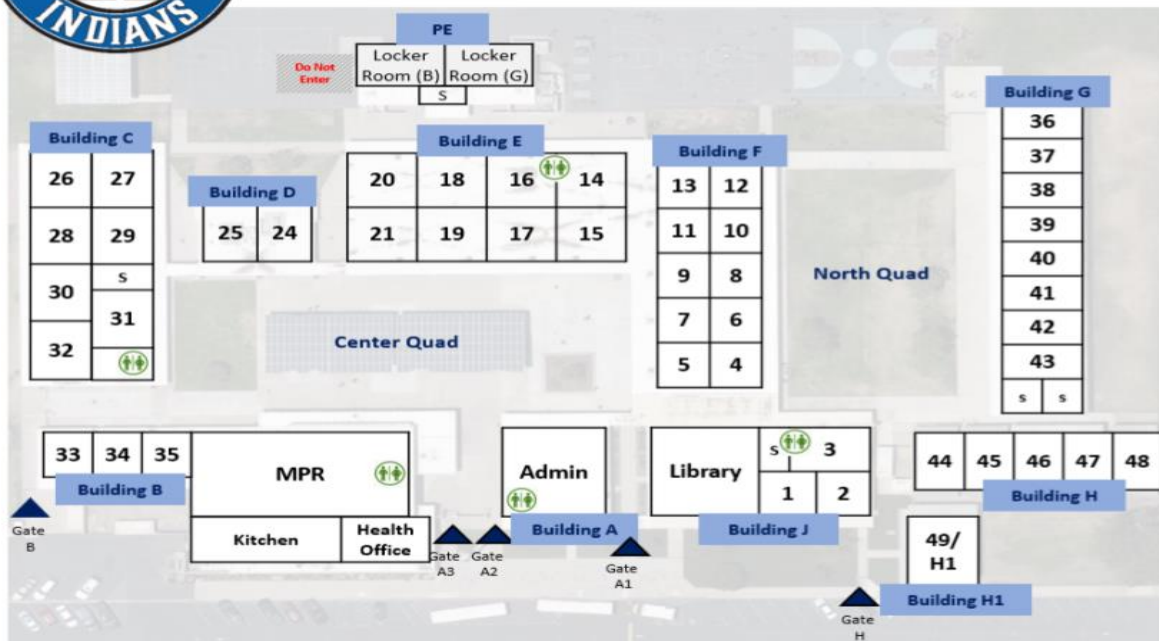 INDIANS
PE
Locker Room (B)
Locker Room (G)
S
Do Not
Enter
Building C
26 27
28 29
S
30 31
32
Building D
25 24
Building E
20 18 16 14
21 19 17 15
Building F
13 12
11 10
9 8
7 6
5 4
North Quad
Building G
36
37
38
39
40
41
42
43
S S
Center Quad
33 34 35
Building B
MPR
Kitchen
Health
Office
Gate
B
Gate
A3
Gate
A2
Admin
Building A
Gate
A1
Library
S 3
1 2
Building J
44 45 46 47 48
Building H
49/
H1
Building H1
Gate
H